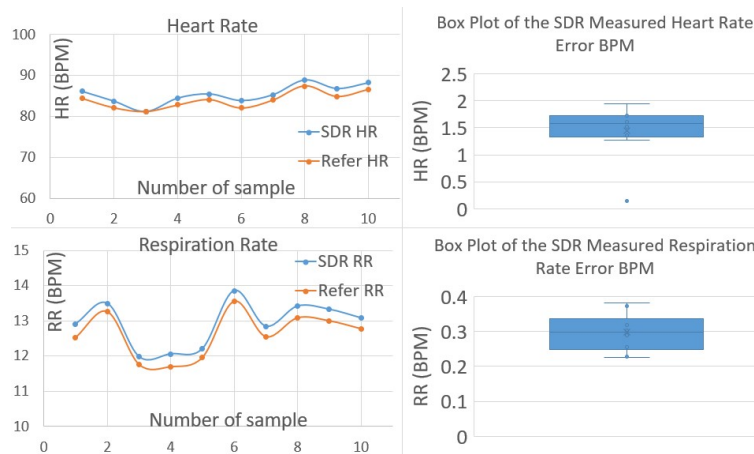 Heart Rate
100
90
80
70
60
HR (BPM)
SDR HR
Refer HR
Number of sample
0 2 4 6 8 10
Box Plot of the SDR Measured Heart Rate
Error BPM
2.5
2
1.5
1
0.5
0
HR (BPM)
Respiration Rate
15
14
13
12
11
10
RR (BPM)
SDR RR
Refer RR
Number of sample
0 2 4 6 8 10
Box Plot of the SDR Measured Respiration
Rate Error BPM
0.4
0.3
0.2
0.1
0
RR (BPM)